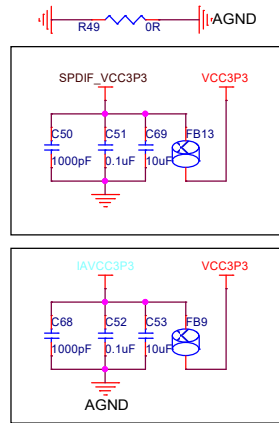 AGND
R49 0R
SPDIF_VCC3P3 VCC3P3
C50 C51 C69 FB13
1000pF 0.1uF 10uF
IAVCC3P3 VCC3P3
C68 C52 C53 FB9
1000pF 0.1uF 10uF
AGND